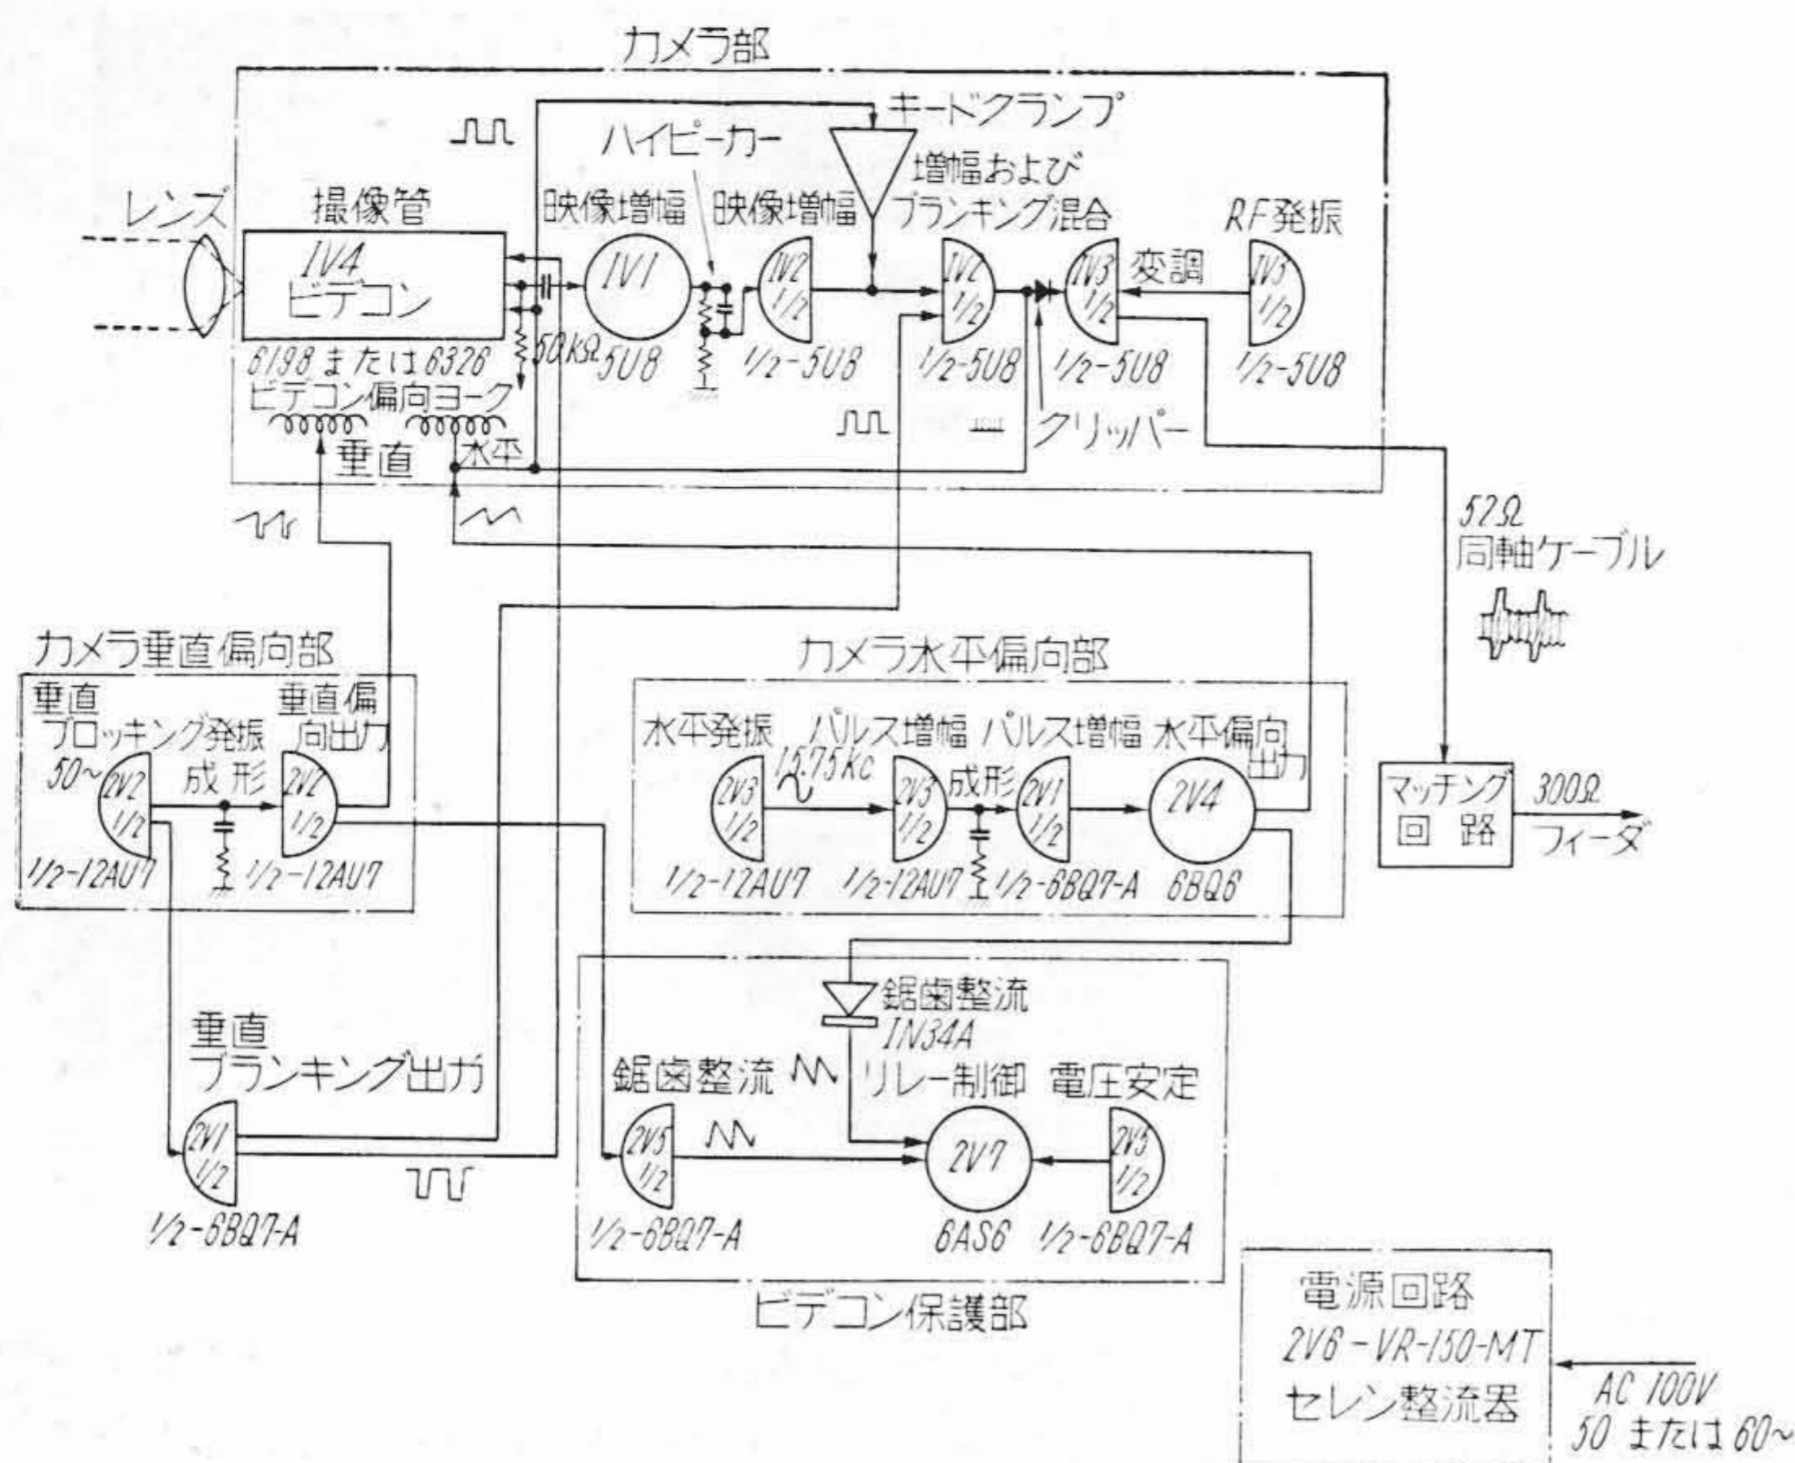 カメラ部
キードクランプ
ハイピーカー
増幅および
ブランキング混合
レンズ
撮像管
映像増幅
映像増幅
RF発振
1V4
ビデコン
1V1
1V2
1/2
1V2
1/2
1V3
1/2
変調
1V3
1/2
6198 または 6326
50kΩ
5U8
1/2-5U8
1/2-5U8
1/2-5U8
1/2-5U8
ビデコン偏向ヨーク
垂直
水平
クリッパー
52Ω
同軸ケーブル
カメラ垂直偏向部
垂直
ブロッキング発振
50~
成形
垂直偏
向出力
2V2
1/2
2V2
1/2
1/2-12AU7
1/2-12AU7
カメラ水平偏向部
水平発振
パルス増幅
パルス増幅
水平偏向
出力
15.75kc
成形
2V3
1/2
2V3
1/2
2V1
1/2
2V4
1/2-12AU7
1/2-12AU7
1/2-6BQ7-A
6BQ6
マッチング
回路
300Ω
フィーダ
垂直
ブランキング出力
2V1
1/2
1/2-6BQ7-A
鋸歯整流
IN34A
鋸歯整流
リレー制御
電圧安定
2V5
1/2
2V7
2V5
1/2
1/2-6BQ7-A
6AS6
1/2-6BQ7-A
ビデコン保護部
電源回路
2V6-VR-150-MT
セレン整流器
AC 100V
50 または 60~